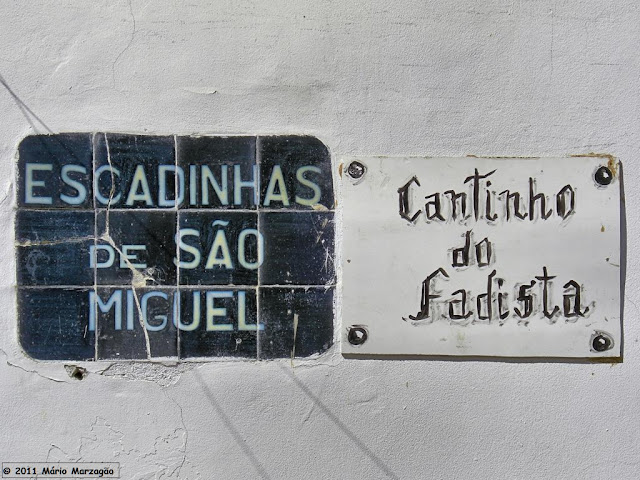 ESCADINHAS
DE SÃO
MIGUEL
Cantinho
do
Fadista
© 2011 Mário Marzagão